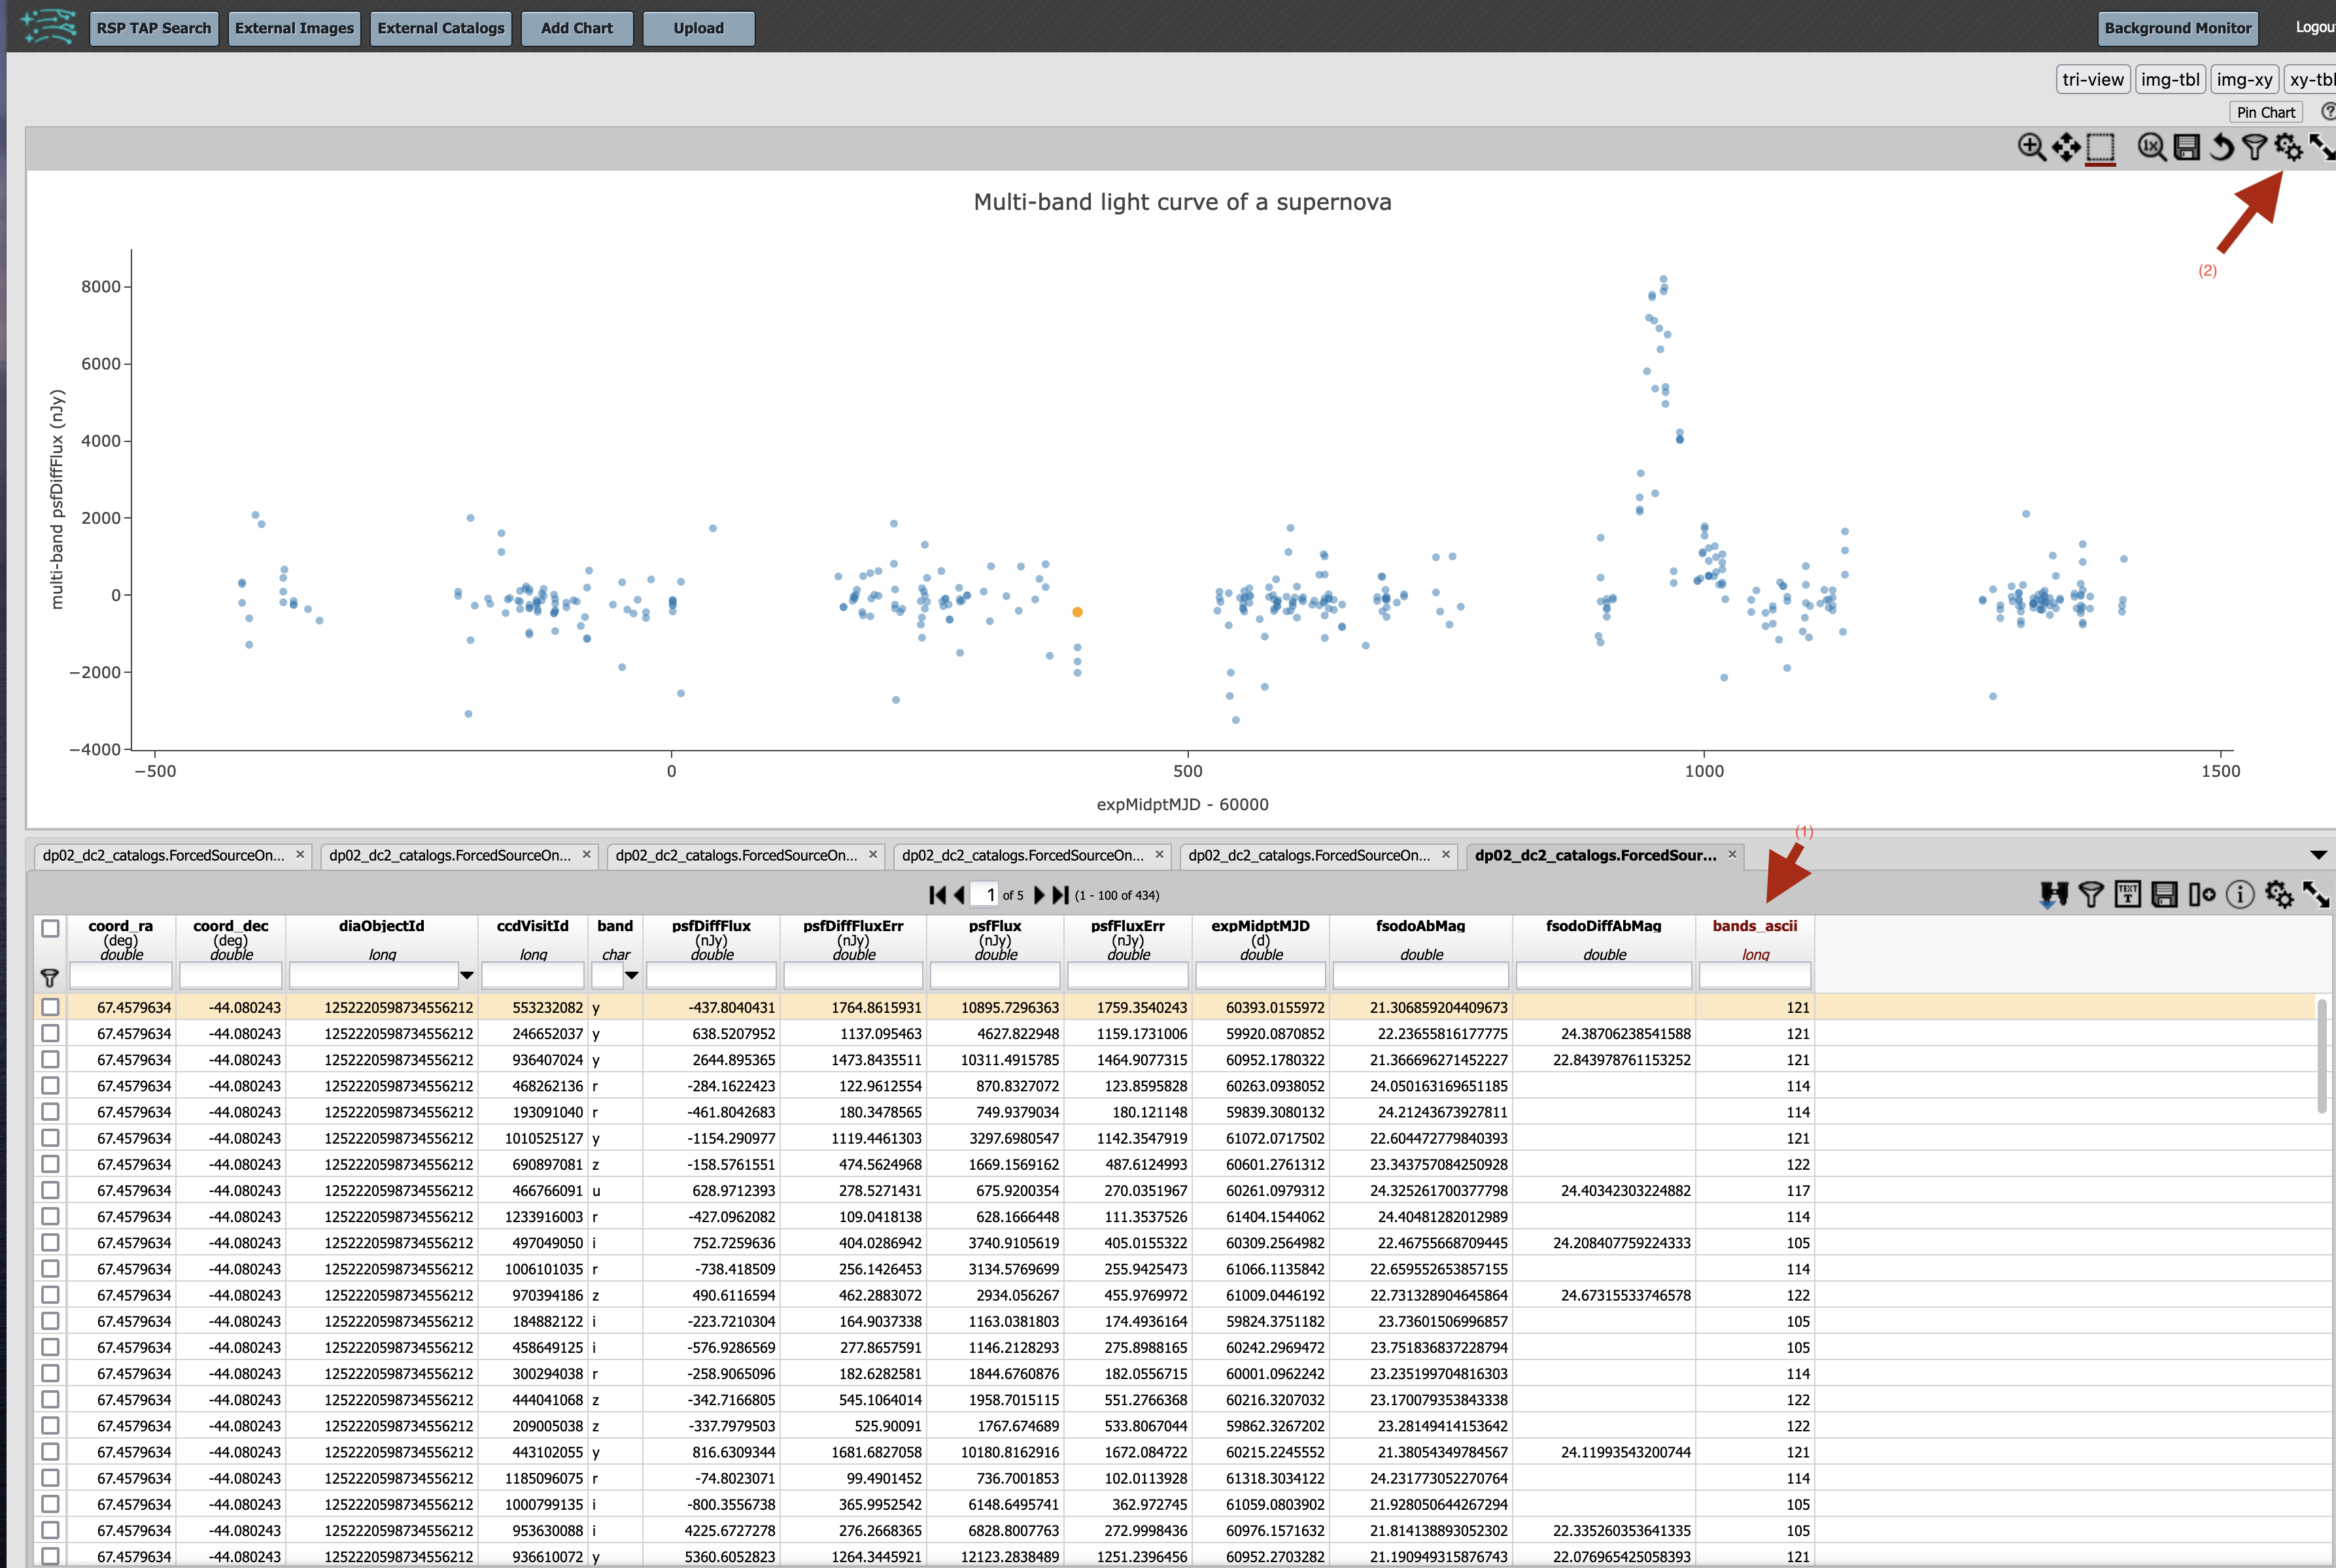 RSP TAP Search External Images External Catalogs Add Chart Upload Background Monitor
tri-view img-tbl img-xy
Pin Chart
(2)
Multi-band light curve of a supernova
8000
6000
4000
2000
0
−2000
−4000
multi-band psfDiffFlux (nJy)
−500 0 500 1000 1500
expMidptMJD - 60000
(1)
dp02_dc2_catalogs.ForcedSourceOn... × dp02_dc2_catalogs.ForcedSourceOn... × dp02_dc2_catalogs.ForcedSourceOn... × dp02_dc2_catalogs.ForcedSourceOn... × dp02_dc2_catalogs.ForcedSourceOn... × dp02_dc2_catalogs.ForcedSour... ×
1 of 5 (1 - 100 of 434)
coord_ra coord_dec diaObjectId ccdVisitId band psfDiffFlux psfDiffFluxErr psfFlux psfFluxErr expMidptMJD fsodoAbMag fsodoDiffAbMag bands_ascii
(deg) (deg) (nJy) (nJy) (nJy) (nJy) (d)
double double long long char double double double double double double double long
67.4579634 -44.080243 1252220598734556212 553232082 y -437.8040431 1764.8615931 10895.7296363 1759.3540243 60393.0155972 21.306859204409673 121
67.4579634 -44.080243 1252220598734556212 246652037 y 638.5207952 1137.095463 4627.822948 1159.1731006 59920.0870852 22.23655816177775 24.38706238541588 121
67.4579634 -44.080243 1252220598734556212 936407024 y 2644.895365 1473.8435511 10311.4915785 1464.9077315 60952.1780322 21.366696271452227 22.843978761153252 121
67.4579634 -44.080243 1252220598734556212 468262136 r -284.1622423 122.9612554 870.8327072 123.8595828 60263.0938052 24.050163169651185 114
67.4579634 -44.080243 1252220598734556212 193091040 r -461.8042683 180.3478565 749.9379034 180.121148 59839.3080132 24.21243673927811 114
67.4579634 -44.080243 1252220598734556212 1010525127 y -1154.290977 1119.4461303 3297.6980547 1142.3547919 61072.0717502 22.604472779840393 121
67.4579634 -44.080243 1252220598734556212 690897081 z -158.5761551 474.5624968 1669.1569162 487.6124993 60601.2761312 23.343757084250928 122
67.4579634 -44.080243 1252220598734556212 466766091 u 628.9712393 278.5271431 675.9200354 270.0351967 60261.0979312 24.325261700377798 24.40342303224882 117
67.4579634 -44.080243 1252220598734556212 1233916003 r -427.0962082 109.0418138 628.1666448 111.3537526 61404.1544062 24.40481282012989 114
67.4579634 -44.080243 1252220598734556212 497049050 i 752.7259636 404.0286942 3740.9105619 405.0155322 60309.2564982 22.46755668709445 24.208407759224333 105
67.4579634 -44.080243 1252220598734556212 1006101035 r -738.418509 256.1426453 3134.5769699 255.9425473 61066.1135842 22.659552653857155 114
67.4579634 -44.080243 1252220598734556212 970394186 z 490.6116594 462.2883072 2934.056267 455.9769972 61009.0446192 22.731328904645864 24.67315533746578 122
67.4579634 -44.080243 1252220598734556212 184882122 i -223.7210304 164.9037338 1163.0381803 174.4936164 59824.3751182 23.73601506996857 105
67.4579634 -44.080243 1252220598734556212 458649125 i -576.9286569 277.8657591 1146.2128293 275.8988165 60242.2969472 23.751836837228794 105
67.4579634 -44.080243 1252220598734556212 300294038 r -258.9065096 182.6282581 1844.6760876 182.0556715 60001.0962242 23.235199704816303 114
67.4579634 -44.080243 1252220598734556212 444041068 z -342.7166805 545.1064014 1958.7015115 551.2766368 60216.3207032 23.170079353843338 122
67.4579634 -44.080243 1252220598734556212 209005038 z -337.7979503 525.90091 1767.674689 533.8067044 59862.3267202 23.28149414153642 122
67.4579634 -44.080243 1252220598734556212 443102055 y 816.6309344 1681.6827058 10180.8162916 1672.084722 60215.2245552 21.38054349784567 24.11993543200744 121
67.4579634 -44.080243 1252220598734556212 1185096075 r -74.8023071 99.4901452 736.7001853 102.0113928 61318.3034122 24.231773052270764 114
67.4579634 -44.080243 1252220598734556212 1000799135 i -800.3556738 365.9952542 6148.6495741 362.972745 61059.0803902 21.928050644267294 105
67.4579634 -44.080243 1252220598734556212 953630088 i 4225.6727278 276.2668365 6828.8007763 272.9998436 60976.1571632 21.814138893052302 22.335260353641335 105
67.4579634 -44.080243 1252220598734556212 936610072 y 5360.6052823 1264.3445921 12123.2838489 1251.2396456 60952.2703282 21.190949315876743 22.076965425058393 121